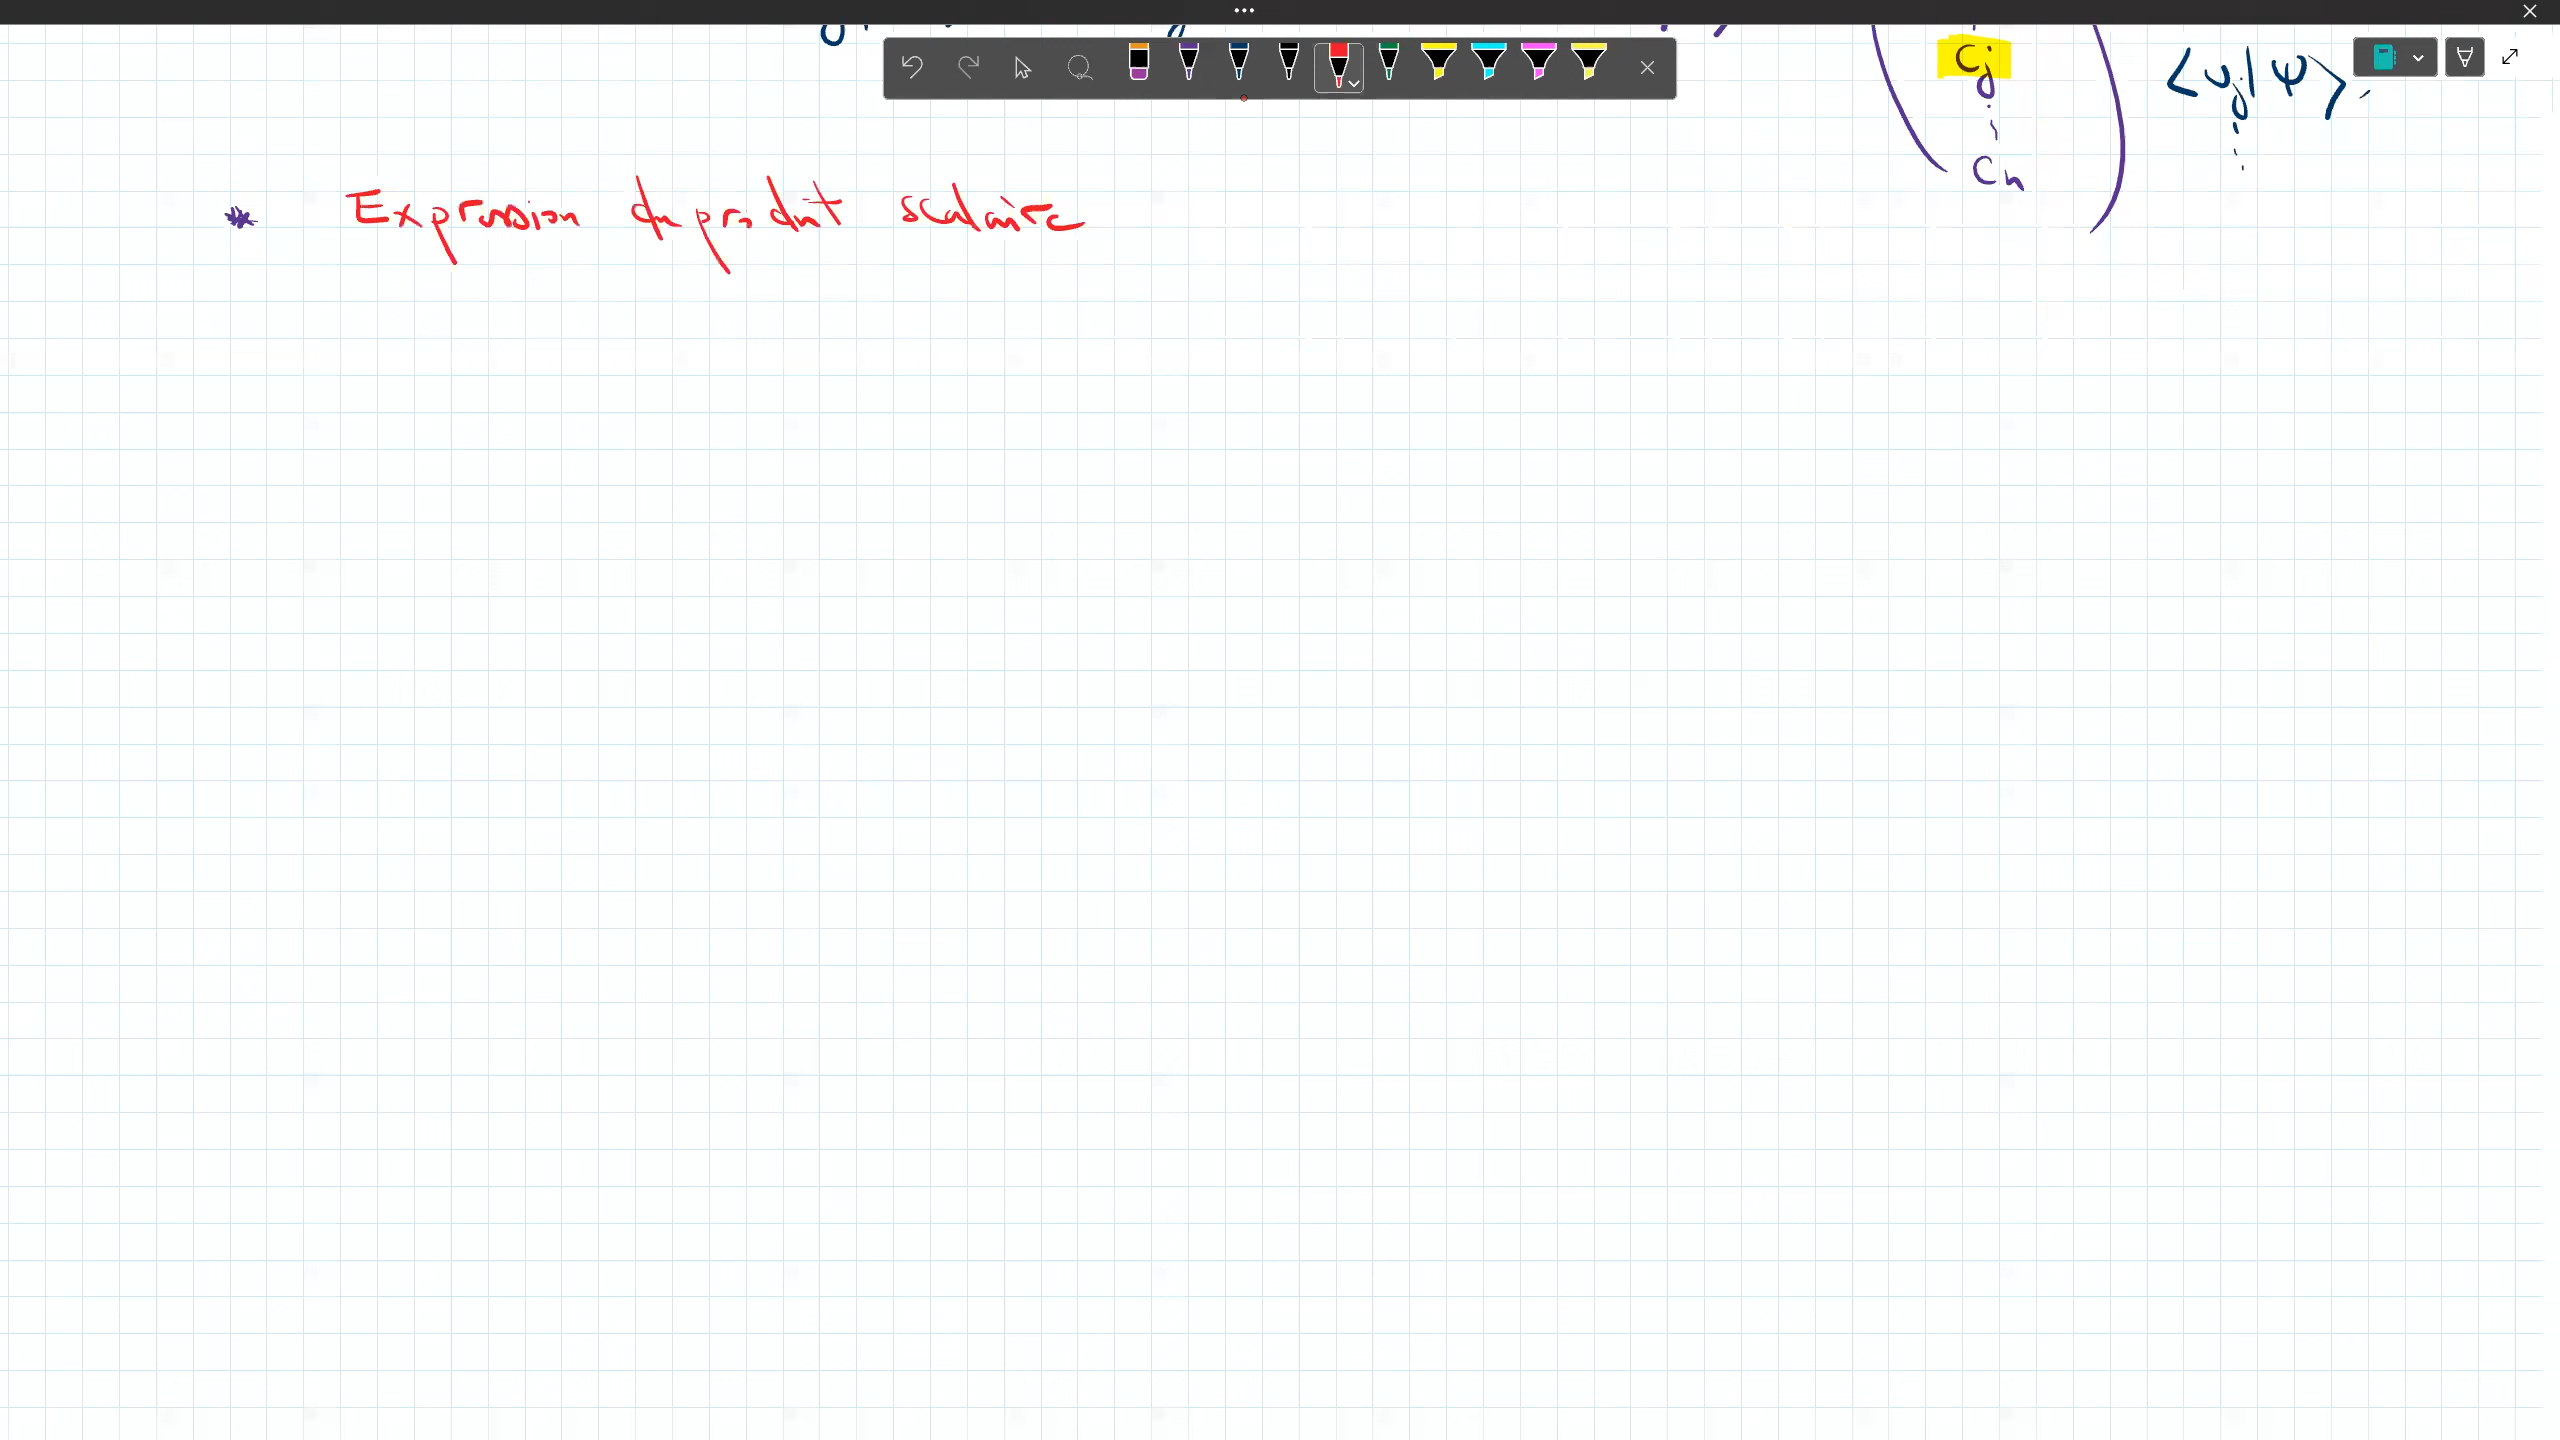 Cj
<uj|ψ>
Cn
* Expression du produit scalaire